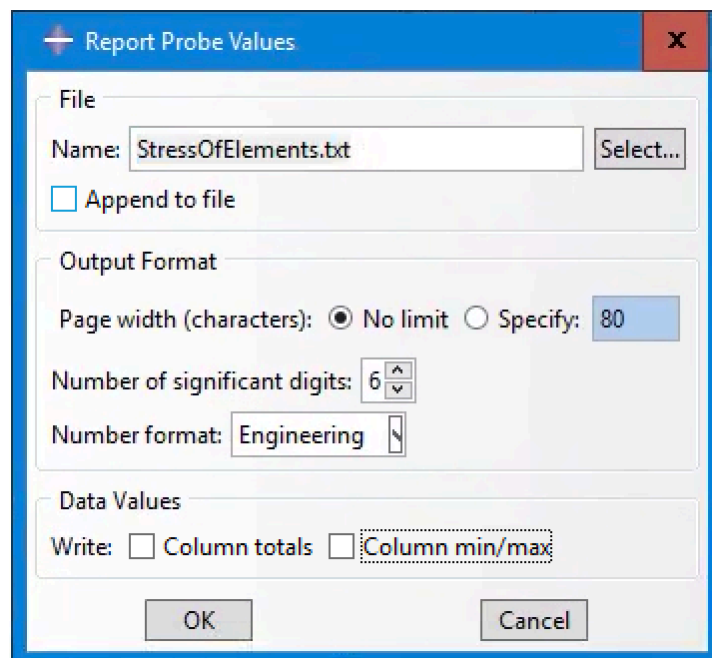 Report Probe Values x
File
Name: StressOfElements.txt Select...
Append to file
Output Format
Page width (characters): No limit Specify: 80
Number of significant digits: 6
Number format: Engineering
Data Values
Write: Column totals Column min/max
OK Cancel